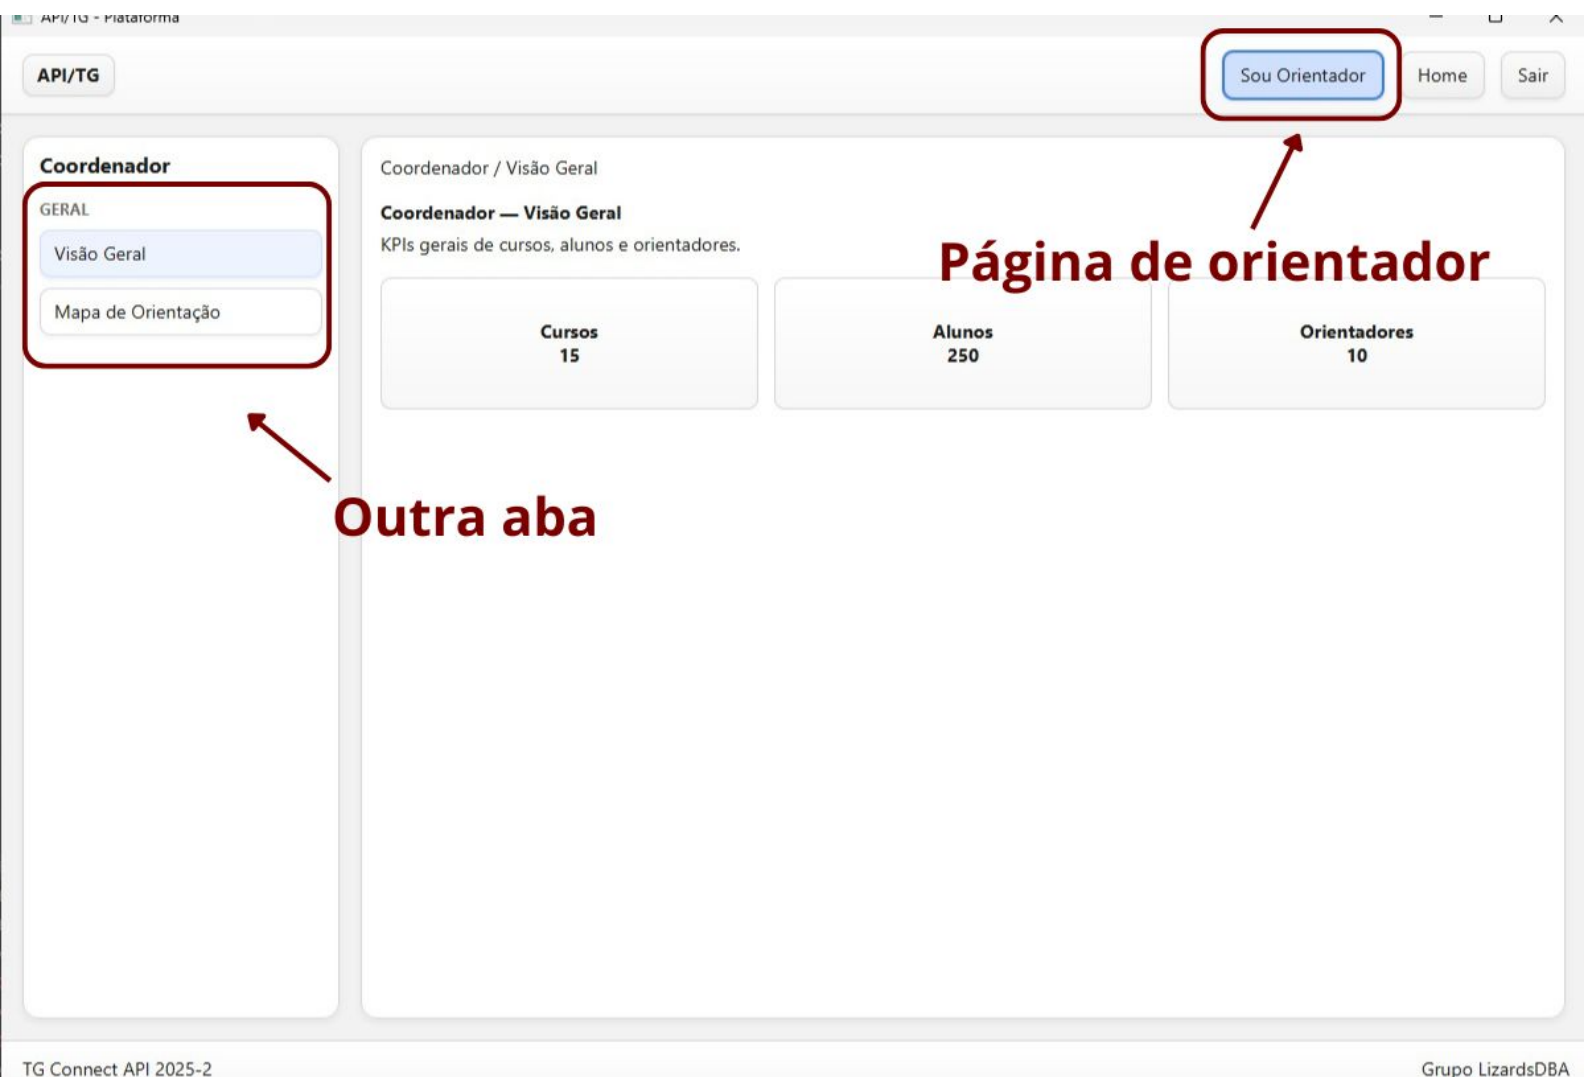 API/TG - Plataforma
API/TG
Sou Orientador
Home
Sair
Coordenador
GERAL
Visão Geral
Mapa de Orientação
Coordenador / Visão Geral
Coordenador — Visão Geral
KPIs gerais de cursos, alunos e orientadores.
Página de orientador
Cursos
15
Alunos
250
Orientadores
10
Outra aba
TG Connect API 2025-2
Grupo LizardsDBA